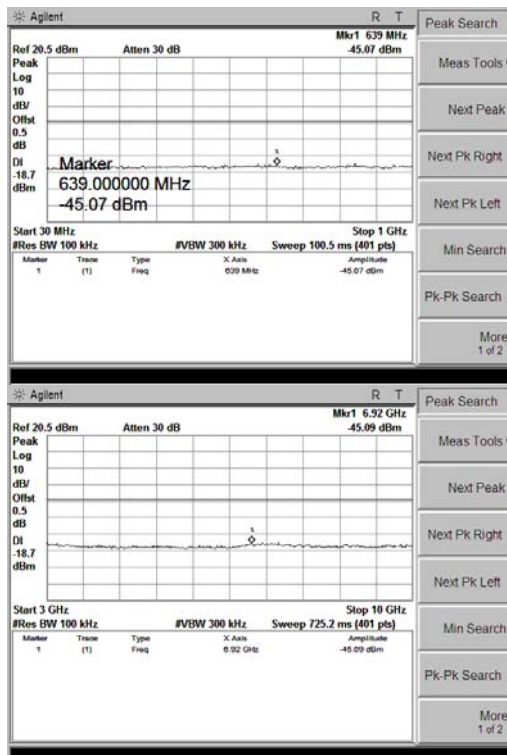 Agilent R T
Peak Search
Mkr1 639 MHz
Ref 20.5 dBm Atten 30 dB -45.07 dBm
Peak
Log
10
dB/
Offst
0.5
dB
DI
-18.7
dBm
1
Marker
639.000000 MHz
-45.07 dBm
Start 30 MHz Stop 1 GHz
#Res BW 100 kHz #VBW 300 kHz Sweep 100.5 ms (401 pts)
Marker Trace Type X Axis Amplitude
1 (1) Freq 639 MHz -45.07 dBm
Meas Tools
Next Peak
Next Pk Right
Next Pk Left
Min Search
Pk-Pk Search
More
1 of 2
Agilent R T
Peak Search
Mkr1 6.92 GHz
Ref 20.5 dBm Atten 30 dB -45.09 dBm
Peak
Log
10
dB/
Offst
0.5
dB
DI
-18.7
dBm
1
Start 3 GHz Stop 10 GHz
#Res BW 100 kHz #VBW 300 kHz Sweep 725.2 ms (401 pts)
Marker Trace Type X Axis Amplitude
1 (1) Freq 6.92 GHz -45.09 dBm
Meas Tools
Next Peak
Next Pk Right
Next Pk Left
Min Search
Pk-Pk Search
More
1 of 2